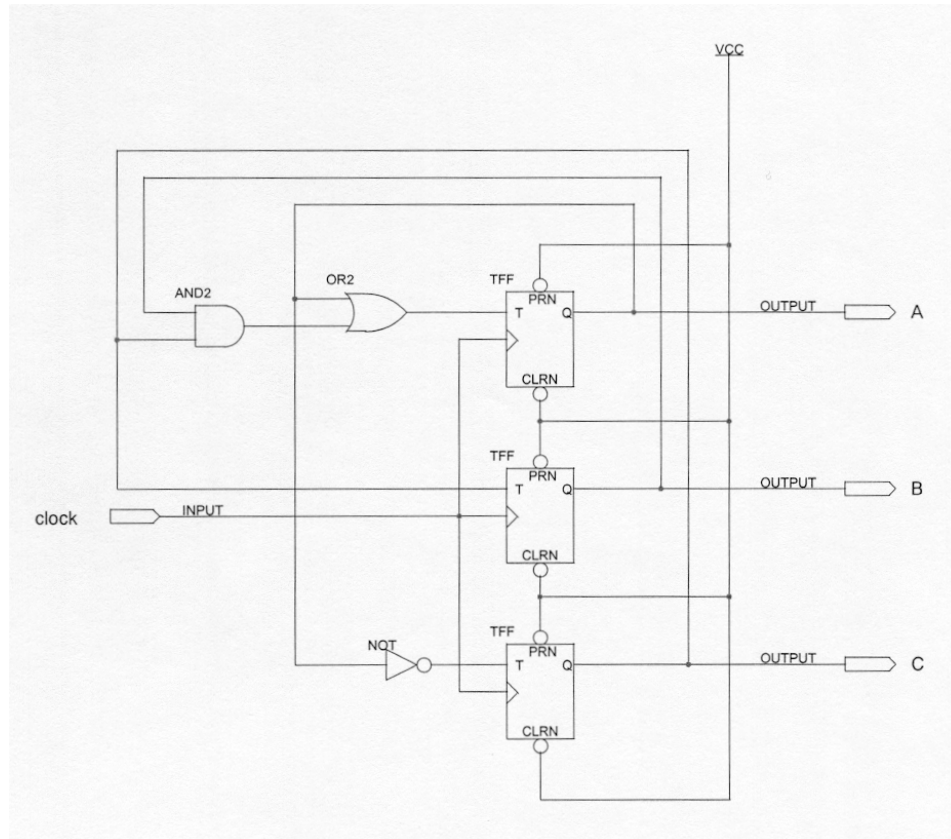 VCC
OR2
TFF
AND2
PRN
T Q
OUTPUT
A
CLRN
TFF
PRN
T Q
OUTPUT
B
clock
INPUT
CLRN
TFF
NOT
PRN
T Q
OUTPUT
C
CLRN